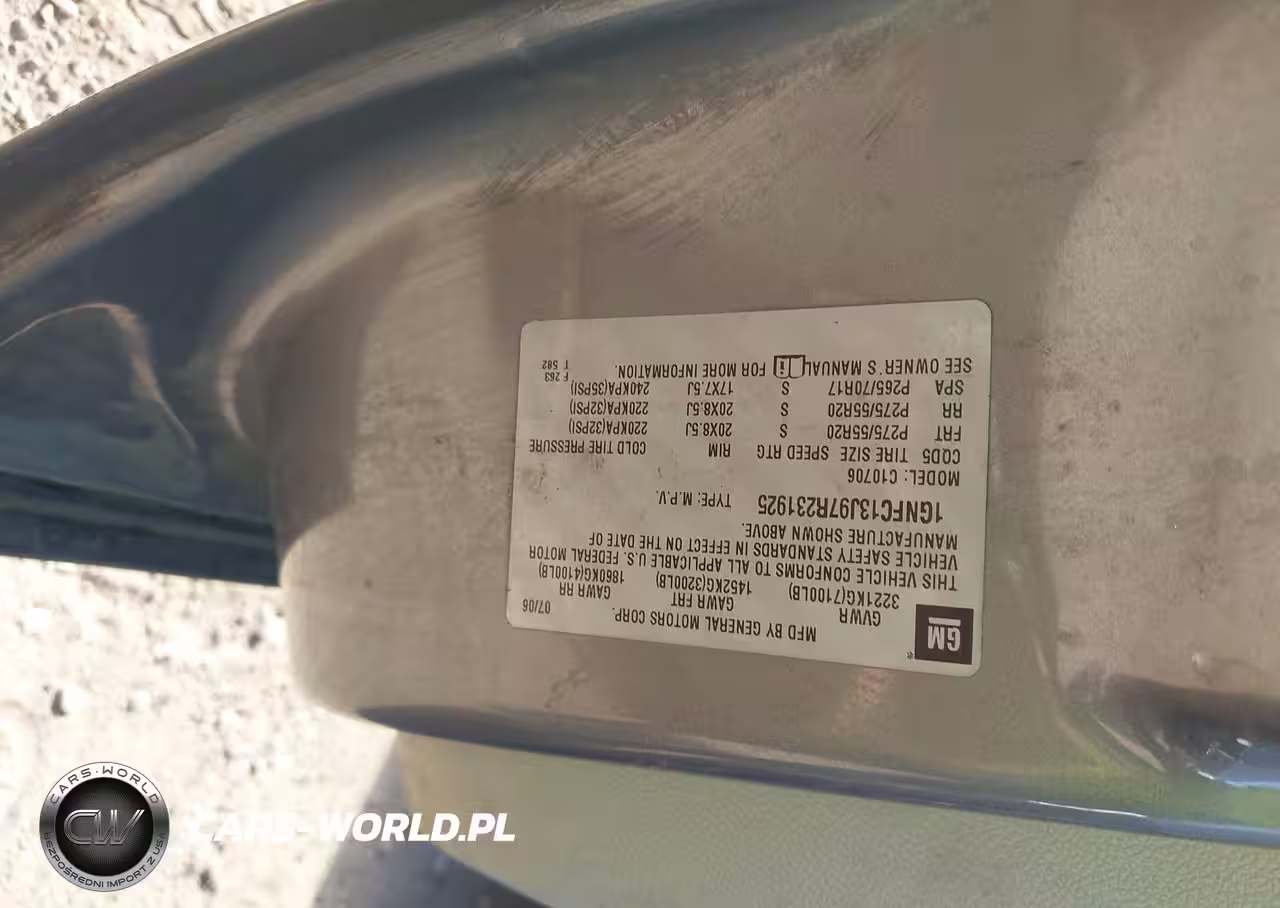 GM
MFD BY GENERAL MOTORS CORP.
07/06
GVWR GAWR FRT GAWR RR
3221KG(7100LB) 1452KG(3200LB) 1860KG(4100LB)
THIS VEHICLE CONFORMS TO ALL APPLICABLE U.S. FEDERAL MOTOR
VEHICLE SAFETY STANDARDS IN EFFECT ON THE DATE OF
MANUFACTURE SHOWN ABOVE.
1GNFC13J97R231925 TYPE: M.P.V.
MODEL: C10706
CQD5 TIRE SIZE SPEED RTG RIM COLD TIRE PRESSURE
FRT P275/55R20 S 20X8.5J 220KPA(32PSI)
RR P275/55R20 S 20X8.5J 220KPA(32PSI)
SPA P265/70R17 S 17X7.5J 240KPA(35PSI)
SEE OWNER'S MANUAL i FOR MORE INFORMATION.
F 263
T 582
CARS-WORLD
CW
BEZPOŚREDNI IMPORT Z USA
CARS-WORLD.PL